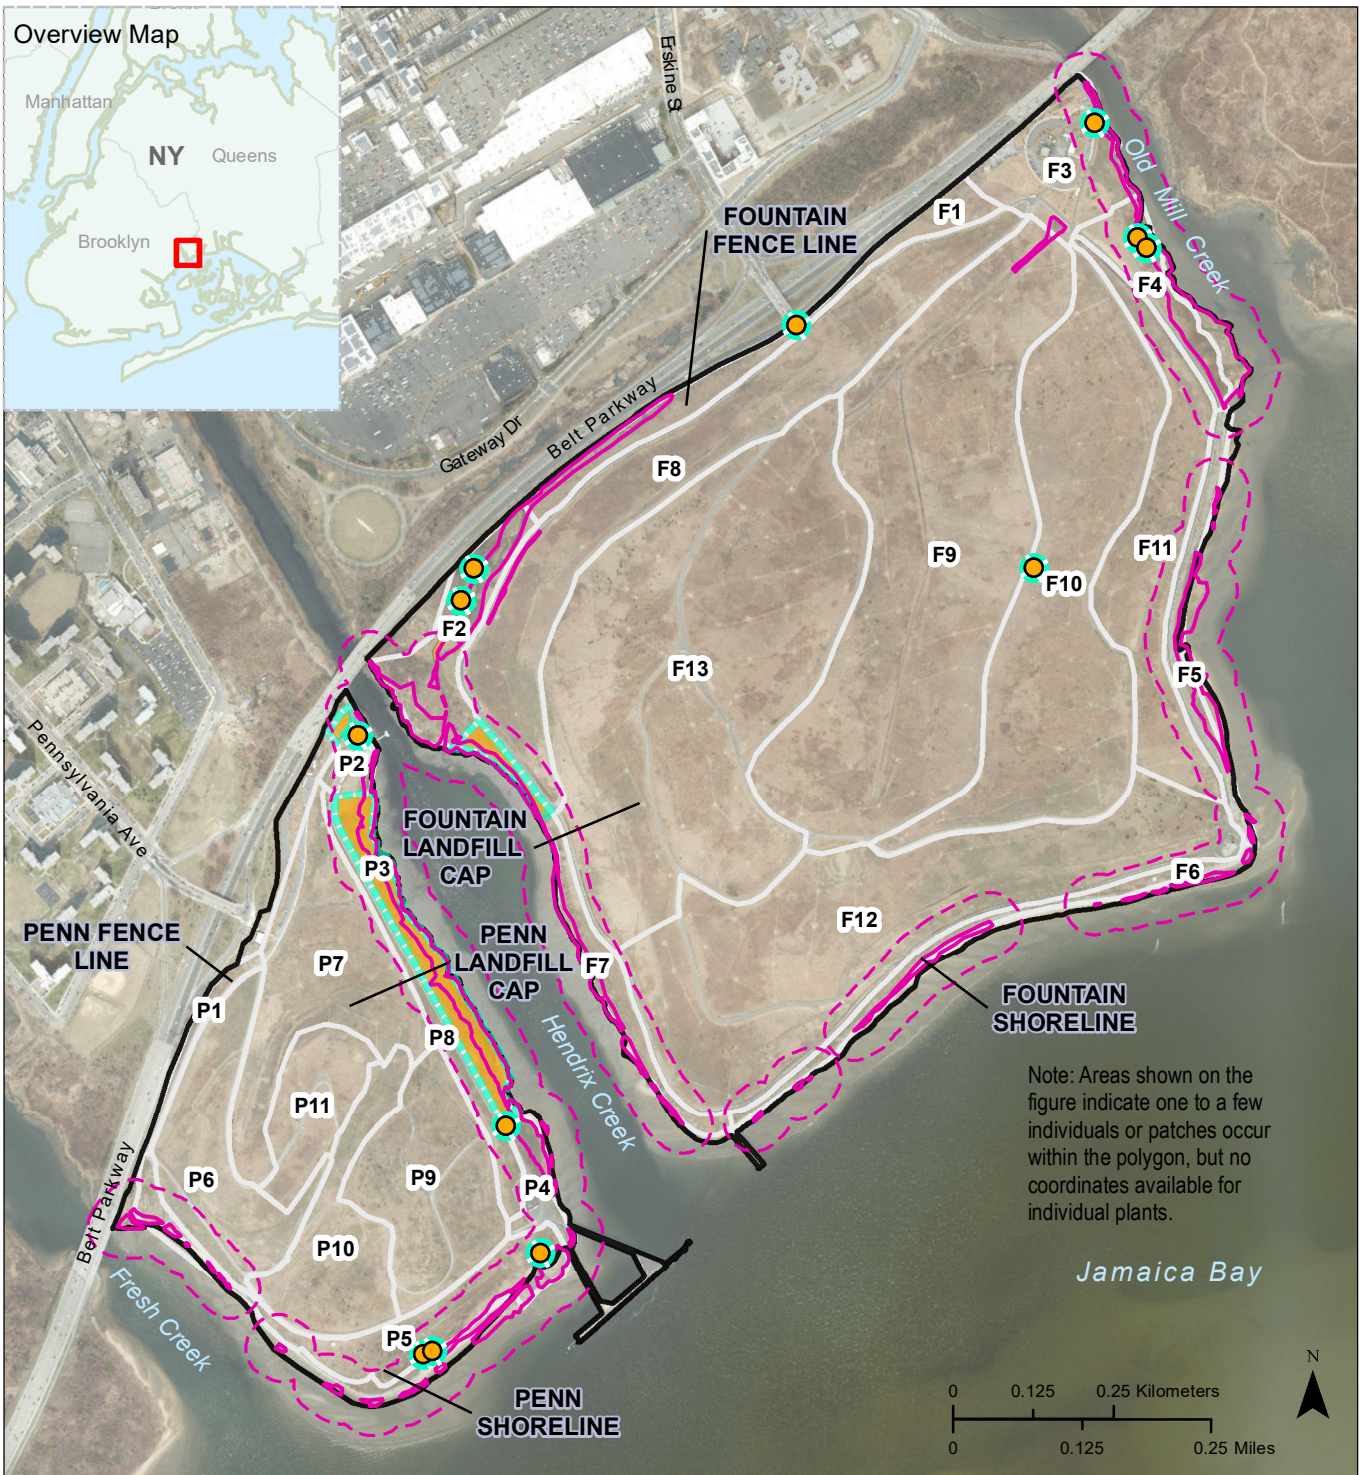 Overview Map
Manhattan
NY
Queens
Brooklyn
Erskine St
FOUNTAIN
FENCE LINE
F1
F3
Old Mill Creek
F4
Belt Parkway
Gateway Dr
F8
F9
F10
F11
F2
F13
F5
P2
Pennsylvania Ave
FOUNTAIN
LANDFILL
CAP
P3
F6
F12
PENN FENCE
LINE
PENN
LANDFILL
CAP
P7
F7
P1
FOUNTAIN
SHORELINE
P8
Hendrix Creek
Note: Areas shown on the
figure indicate one to a few
individuals or patches occur
within the polygon, but no
coordinates available for
individual plants.
P11
P6
P9
P4
Belt Parkway
P10
Jamaica Bay
Fresh Creek
P5
PENN
SHORELINE
N
0 0.125 0.25 Kilometers
0 0.125 0.25 Miles